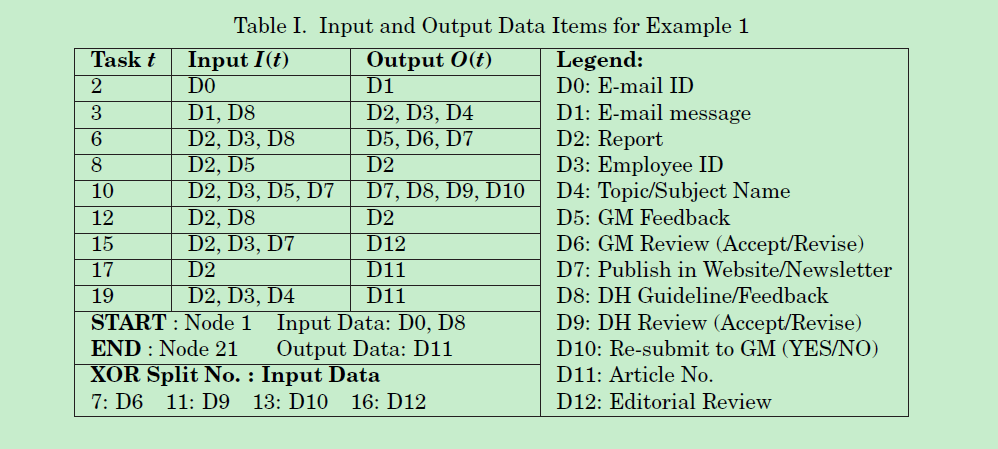 Table I. Input and Output Data Items for Example 1
Task t Input I(t) Output O(t) Legend:
2 D0 D1 D0: E-mail ID
3 D1, D8 D2, D3, D4 D1: E-mail message
6 D2, D3, D8 D5, D6, D7 D2: Report
8 D2, D5 D2 D3: Employee ID
10 D2, D3, D5, D7 D7, D8, D9, D10 D4: Topic/Subject Name
12 D2, D8 D2 D5: GM Feedback
15 D2, D3, D7 D12 D6: GM Review (Accept/Revise)
17 D2 D11 D7: Publish in Website/Newsletter
19 D2, D3, D4 D11 D8: DH Guideline/Feedback
START : Node 1 Input Data: D0, D8 D9: DH Review (Accept/Revise)
END : Node 21 Output Data: D11 D10: Re-submit to GM (YES/NO)
XOR Split No. : Input Data D11: Article No.
7: D6 11: D9 13: D10 16: D12 D12: Editorial Review